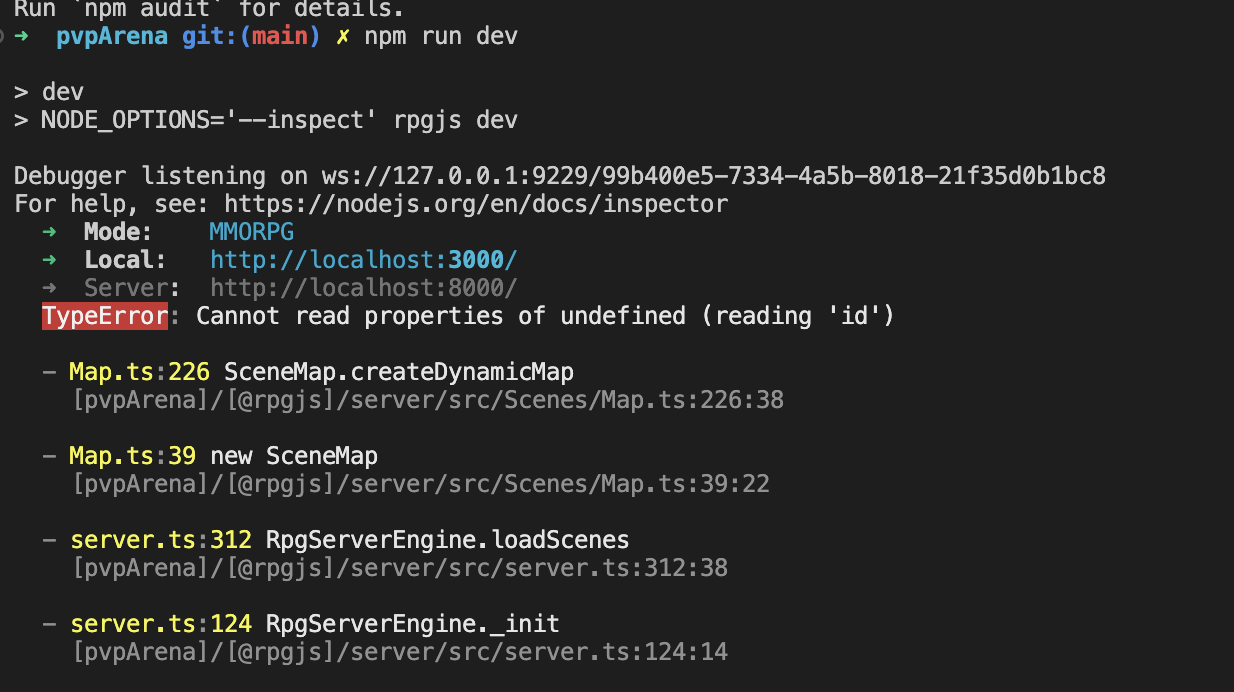 Run `npm audit` for details.
➜ pvpArena git:(main) ✗ npm run dev
> dev
> NODE_OPTIONS='--inspect' rpgjs dev
Debugger listening on ws://127.0.0.1:9229/99b400e5-7334-4a5b-8018-21f35d0b1bc8
For help, see: https://nodejs.org/en/docs/inspector
➜ Mode: MMORPG
➜ Local: http://localhost:3000/
➜ Server: http://localhost:8000/
TypeError: Cannot read properties of undefined (reading 'id')
– Map.ts:226 SceneMap.createDynamicMap
[pvpArena]/[@rpgjs]/server/src/Scenes/Map.ts:226:38
– Map.ts:39 new SceneMap
[pvpArena]/[@rpgjs]/server/src/Scenes/Map.ts:39:22
– server.ts:312 RpgServerEngine.loadScenes
[pvpArena]/[@rpgjs]/server/src/server.ts:312:38
– server.ts:124 RpgServerEngine._init
[pvpArena]/[@rpgjs]/server/src/server.ts:124:14